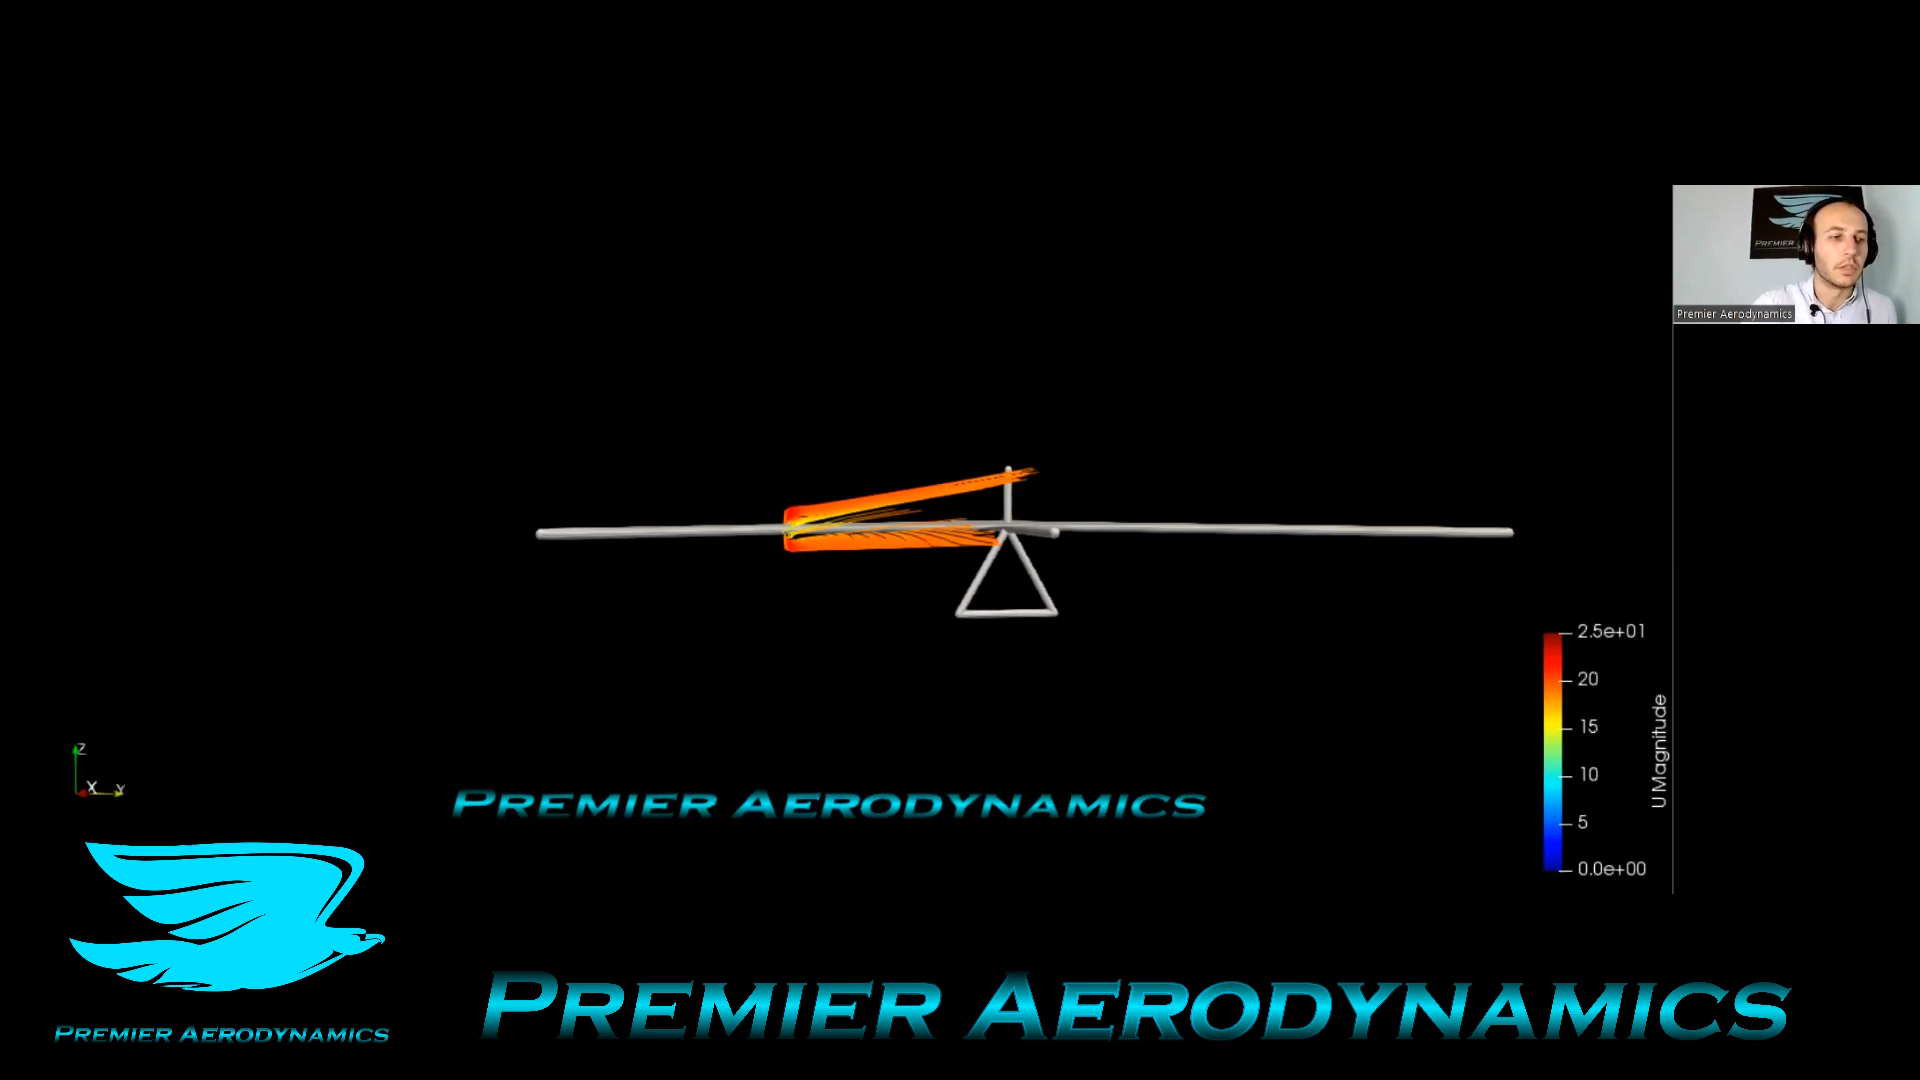 PREMIER
Premier Aerodynamics
2.5e+01
20
15
10
5
0.0e+00
U Magnitude
Z
X
Y
PREMIER AERODYNAMICS
PREMIER AERODYNAMICS
PREMIER AERODYNAMICS